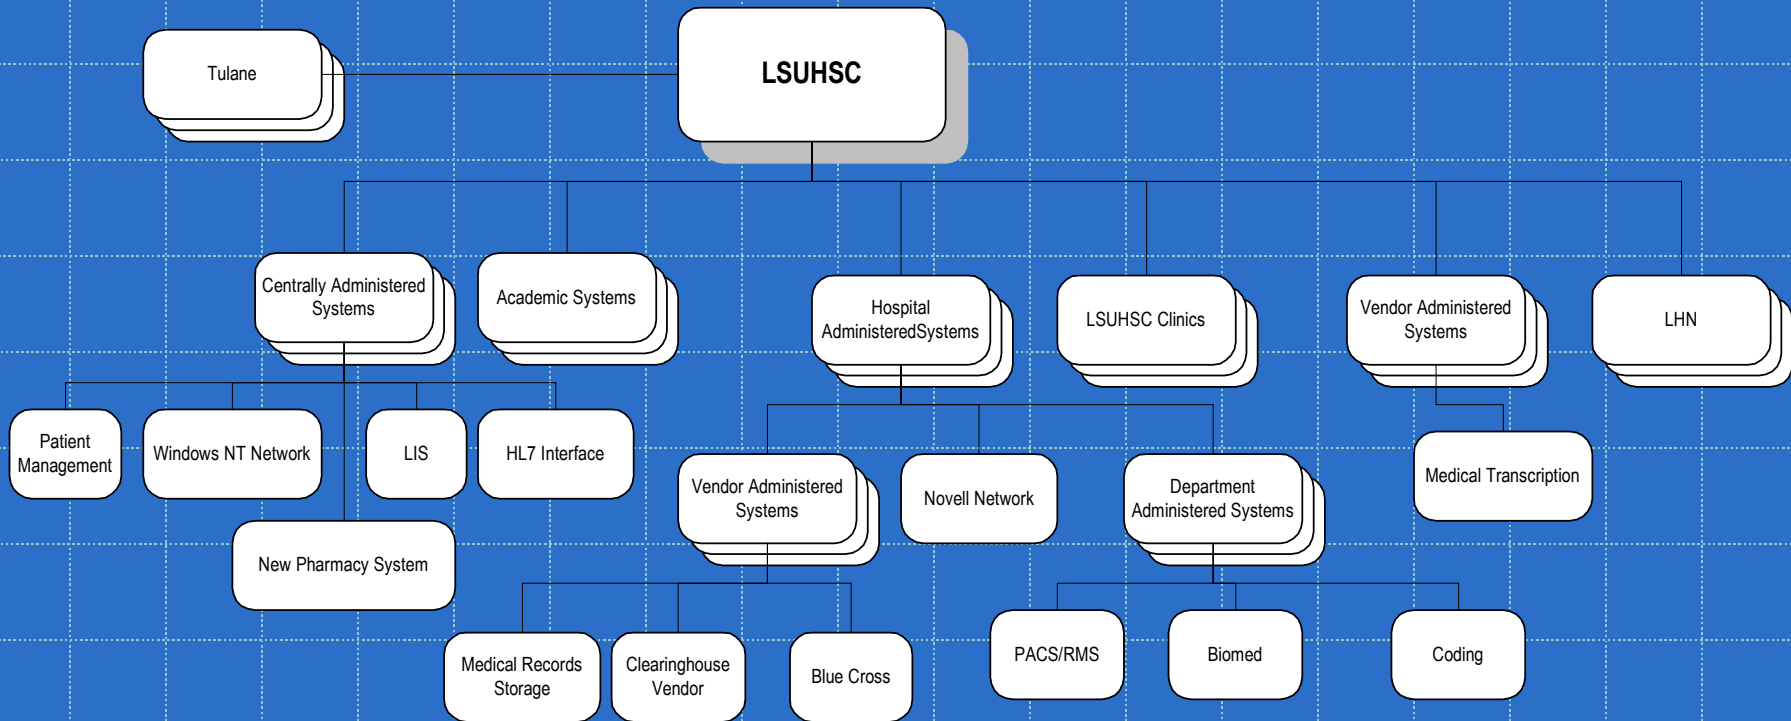 Tulane
LSUHSC
Centrally Administered
Systems
Academic Systems
Hospital
AdministeredSystems
LSUHSC Clinics
Vendor Administered
Systems
LHN
Patient
Management
Windows NT Network
LIS
HL7 Interface
New Pharmacy System
Vendor Administered
Systems
Novell Network
Department
Administered Systems
Medical Transcription
Medical Records
Storage
Clearinghouse
Vendor
Blue Cross
PACS/RMS
Biomed
Coding